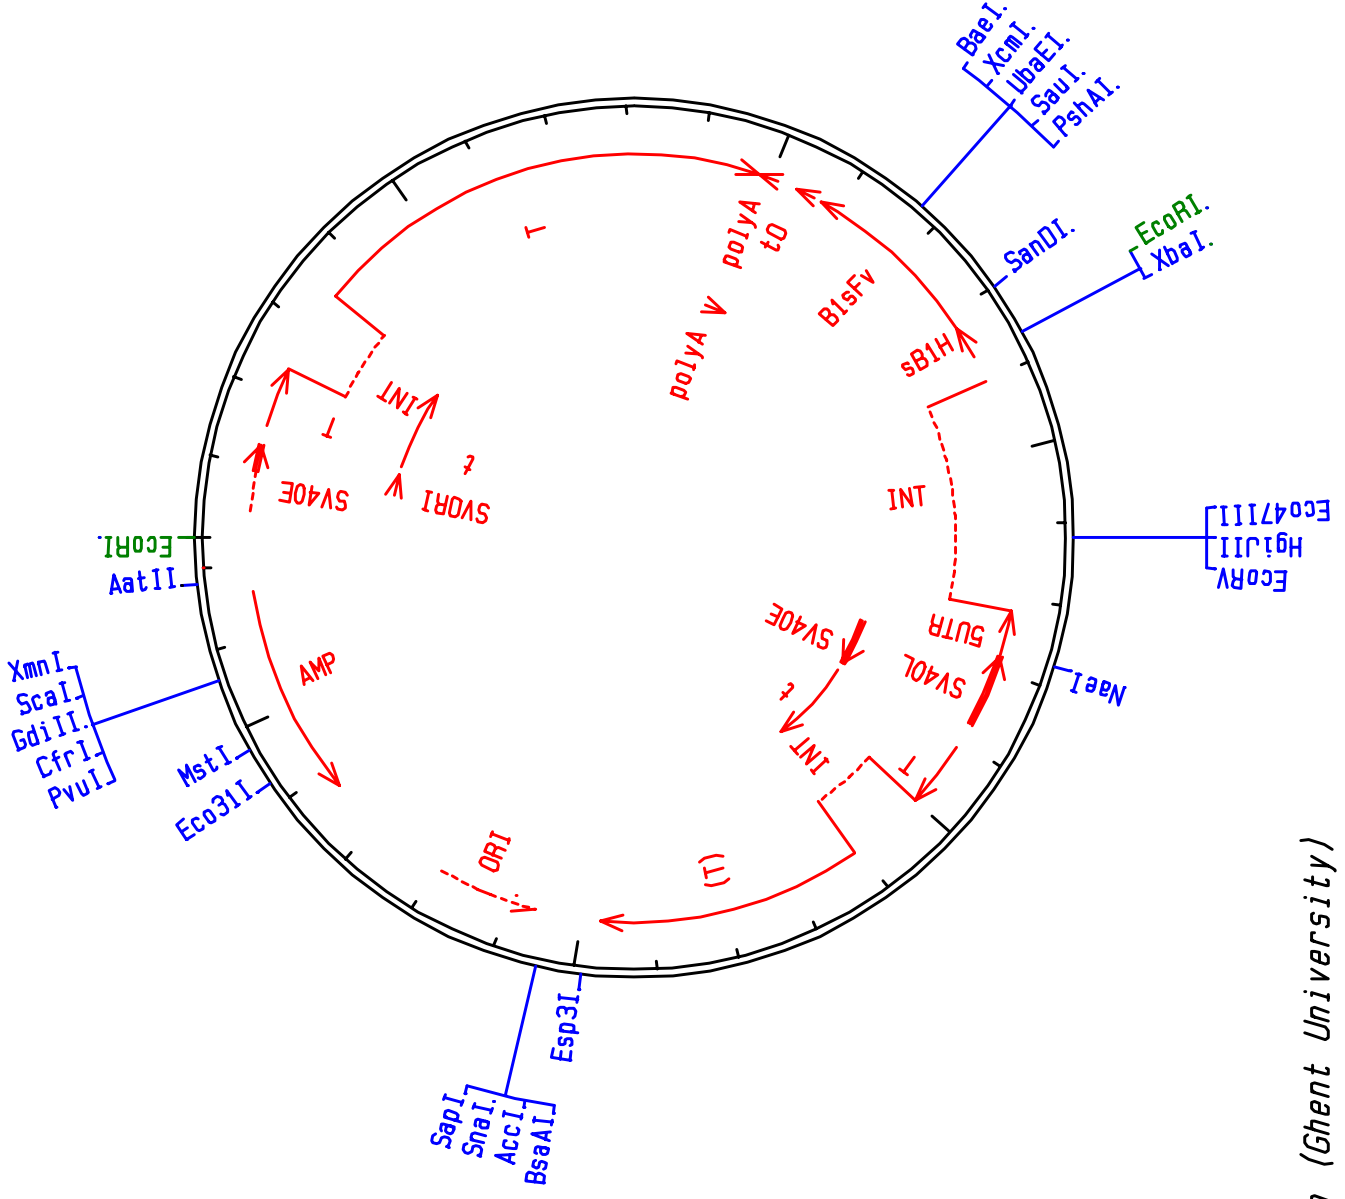 BaeI.
XcmI.
UbaEI.
SauI.
PshAI.
SanDI.
EcoRI.
XbaI.
Eco47III
HgiJII
EcoRV
NaeI
Esp3I.
SapI
SnaI.
AccI
BsaAI
Eco31I.
MstI.
XmnI.
ScaI.
GdiII.
CfrI.
PvuI
AatII
EcoRI.
T
polyA
tO
polyA V
B1sFv
sB1H
INT
5UTR
SV40L
T
SV40E
t
INT
(T)
ORI
AMP
SV40E
T
INT
SVORI
t
(Ghent University)